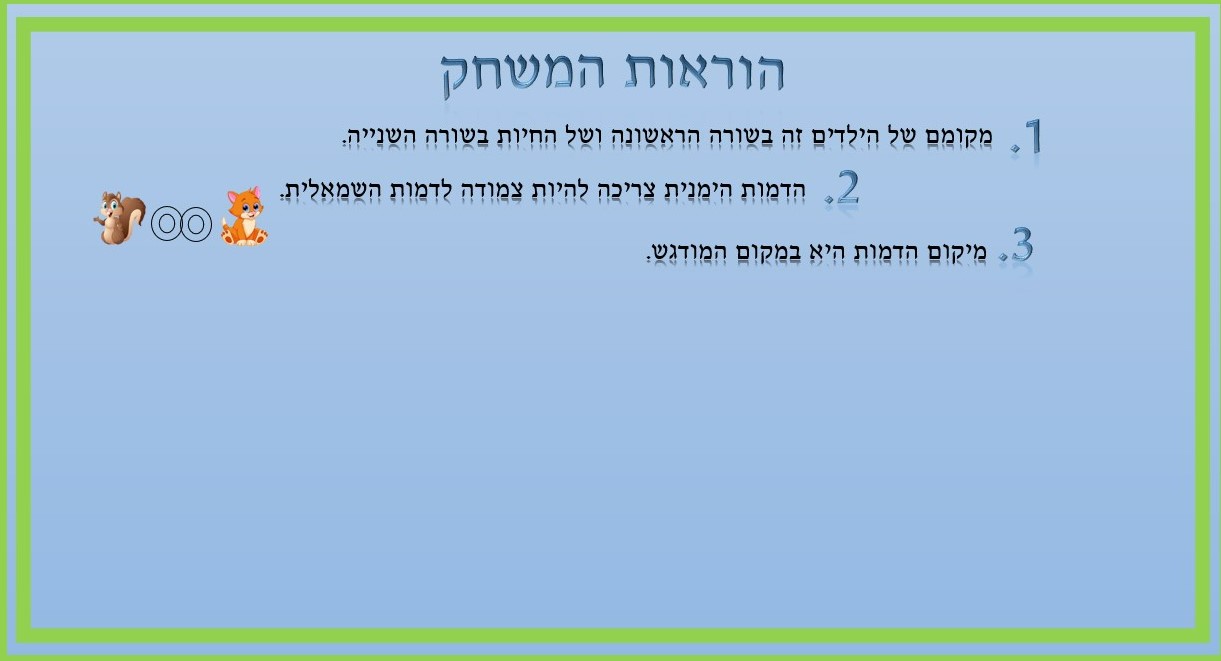 הוראות המשחק
1. מקומם של הילדים זה בשורה הראשונה ושל החיות בשורה השנייה.
2. הדמות הימנית צריכה להיות צמודה לדמות השמאלית.
3. מיקום הדמות היא במקום המודגש.